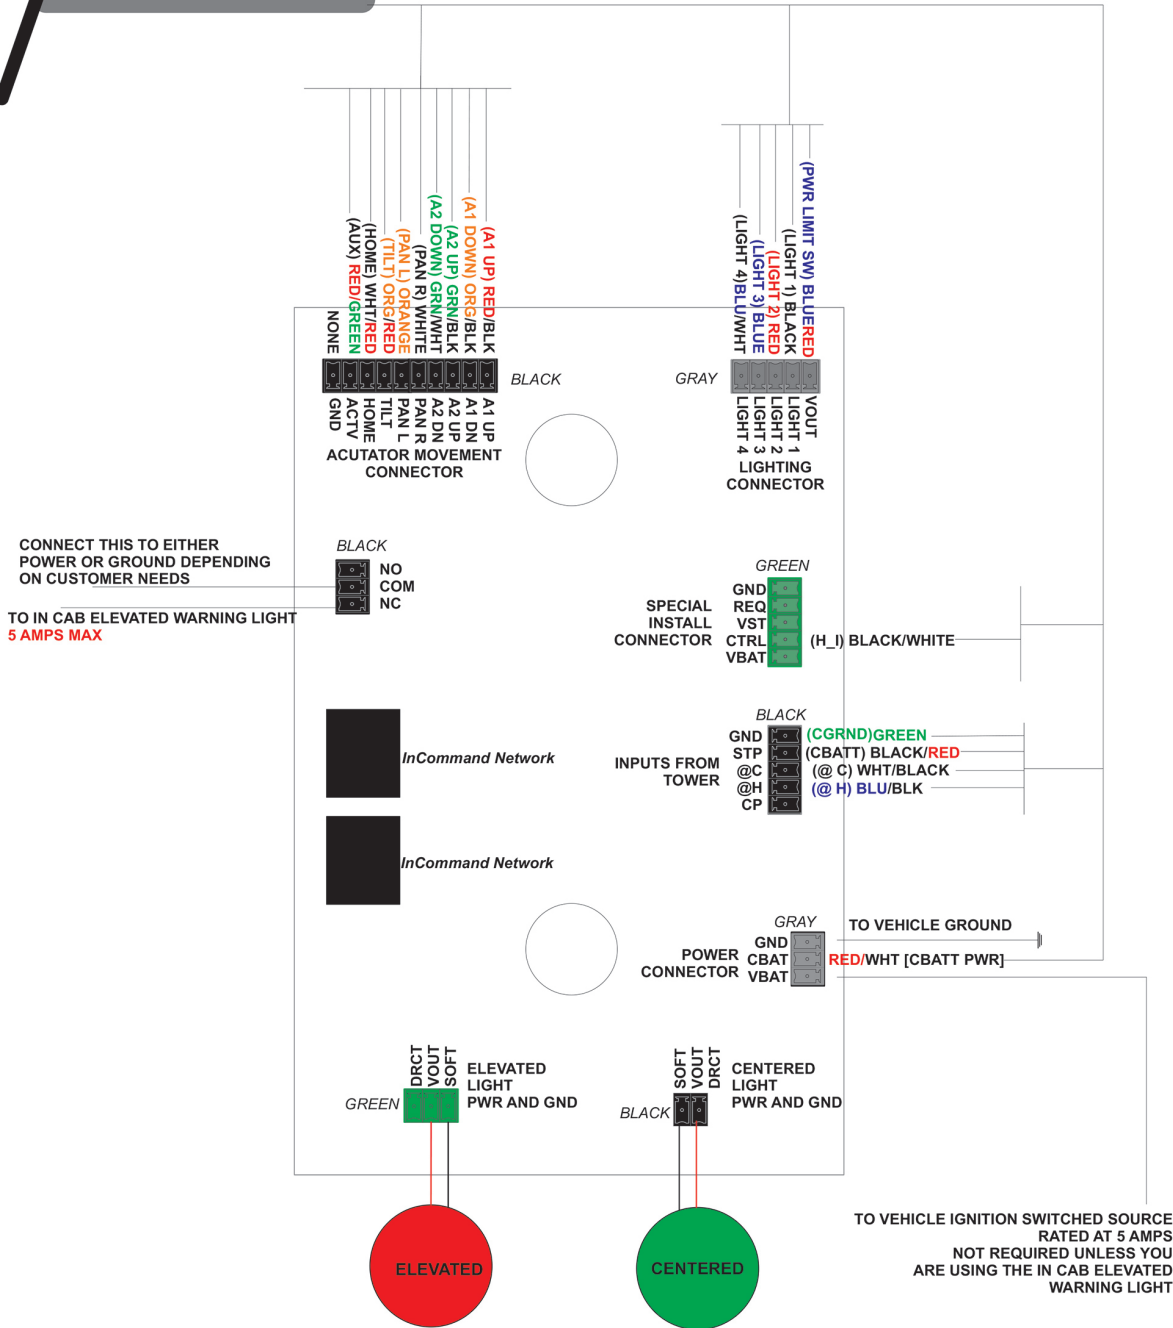 (AUX) RED/GREEN
(HOME) WHT/RED
(TILT) ORG/RED
(PAN L) ORANGE
(PAN R) WHITE
(A2 DOWN) GRN/WHT
(A2 UP) GRN/BLK
(A1 DOWN) ORG/BLK
(A1 UP) RED/BLK
NONE
GND
ACTV
HOME
TILT
PAN L
PAN R
A2 DN
A2 UP
A1 DN
A1 UP
BLACK
ACUTATOR MOVEMENT
CONNECTOR
(LIGHT 4)BLU/WHT
(LIGHT 3) BLUE
(LIGHT 2) RED
(LIGHT 1) BLACK
(PWR LIMIT SW) BLUERED
GRAY
LIGHT 4
LIGHT 3
LIGHT 2
LIGHT 1
VOUT
LIGHTING
CONNECTOR
CONNECT THIS TO EITHER
POWER OR GROUND DEPENDING
ON CUSTOMER NEEDS
TO IN CAB ELEVATED WARNING LIGHT
5 AMPS MAX
BLACK
NO
COM
NC
GREEN
SPECIAL
INSTALL
CONNECTOR
GND
REQ
VST
CTRL
VBAT
(H_I) BLACK/WHITE
BLACK
INPUTS FROM
TOWER
GND
STP
@C
@H
CP
(CGRND)GREEN
(CBATT) BLACK/RED
(@ C) WHT/BLACK
(@ H) BLU/BLK
InCommand Network
InCommand Network
GRAY
POWER
CONNECTOR
GND
CBAT
VBAT
TO VEHICLE GROUND
RED/WHT [CBATT PWR]
DRCT
VOUT
SOFT
ELEVATED
LIGHT
PWR AND GND
GREEN
SOFT
VOUT
DRCT
CENTERED
LIGHT
PWR AND GND
BLACK
ELEVATED
CENTERED
TO VEHICLE IGNITION SWITCHED SOURCE
RATED AT 5 AMPS
NOT REQUIRED UNLESS YOU
ARE USING THE IN CAB ELEVATED
WARNING LIGHT